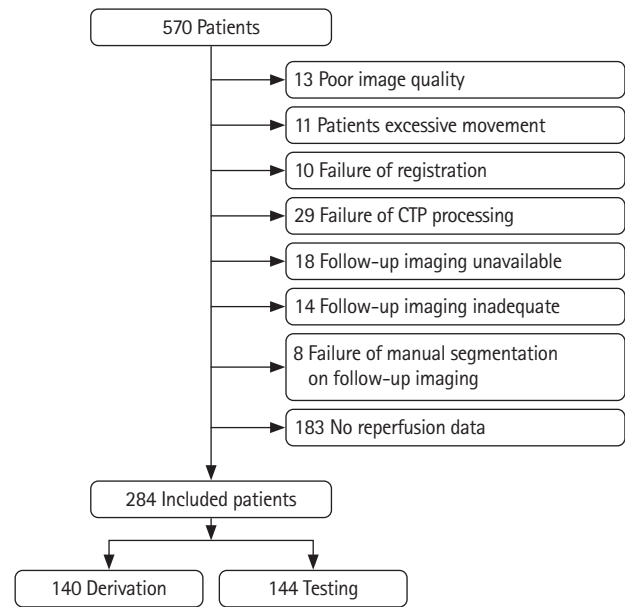 570 Patients
13 Poor image quality
11 Patients excessive movement
10 Failure of registration
29 Failure of CTP processing
18 Follow-up imaging unavailable
14 Follow-up imaging inadequate
8 Failure of manual segmentation
on follow-up imaging
183 No reperfusion data
284 Included patients
140 Derivation
144 Testing